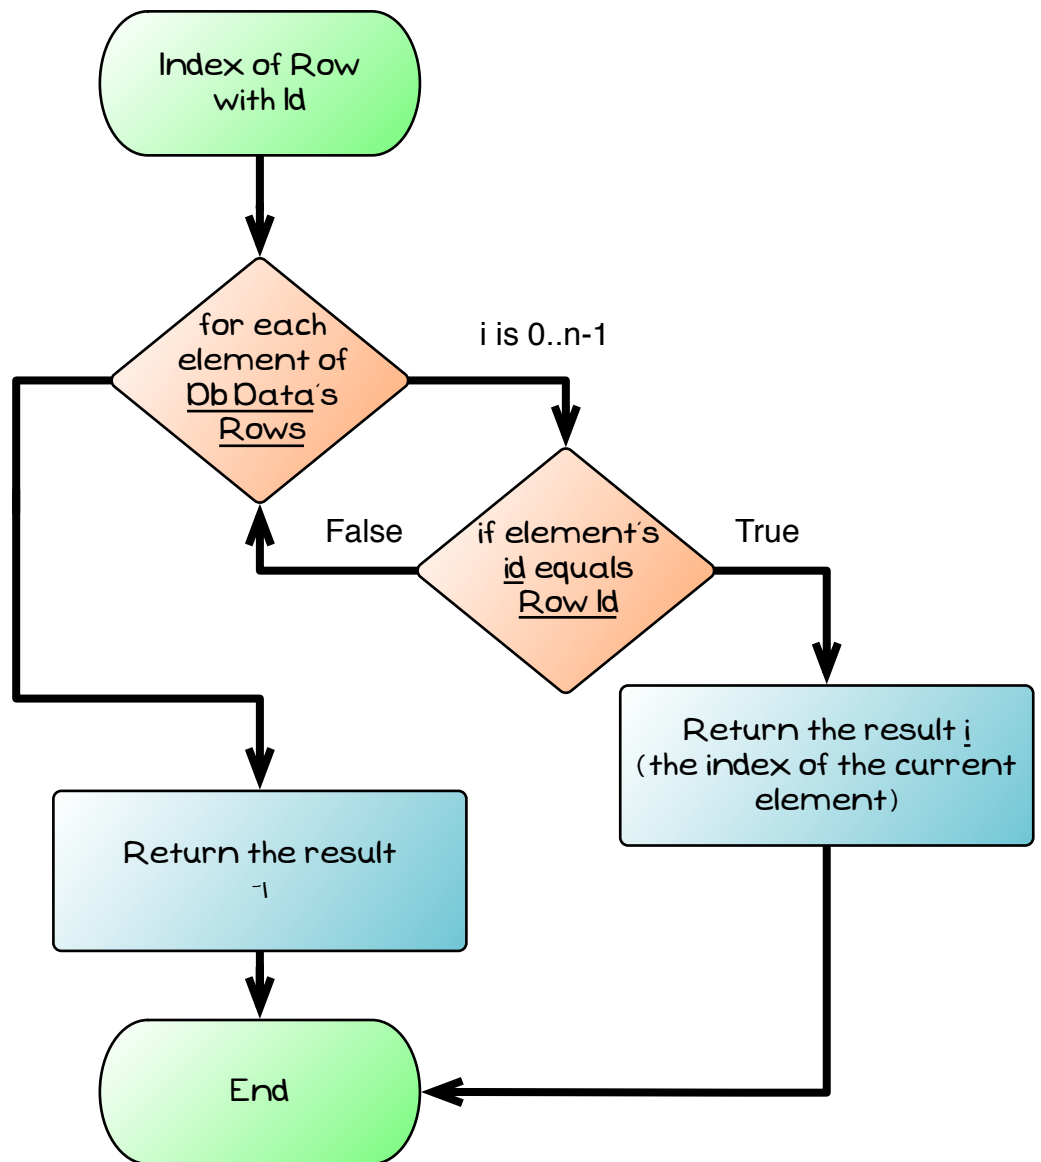 Index of Row
with Id
for each
element of
Db Data's
Rows
i is 0..n-1
False
if element's
id equals
Row Id
True
Return the result i
(the index of the current
element)
Return the result
-1
End